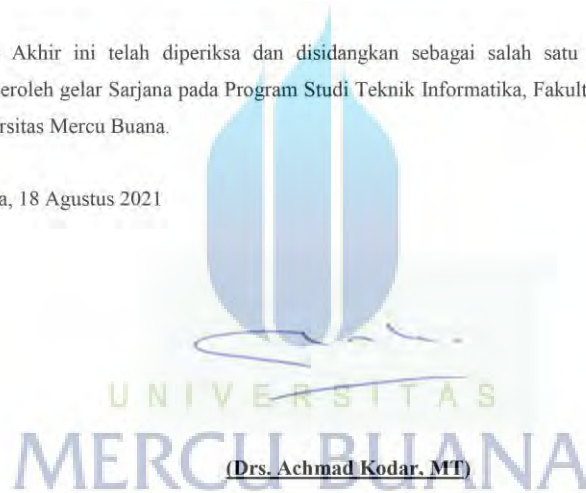 Akhir ini telah diperiksa dan disidangkan sebagai salah satu
eroleh gelar Sarjana pada Program Studi Teknik Informatika, Fakult
rsitas Mercu Buana.
a, 18 Agustus 2021
UNIVERSITAS
MERCU BUANA
(Drs. Achmad Kodar, MT)